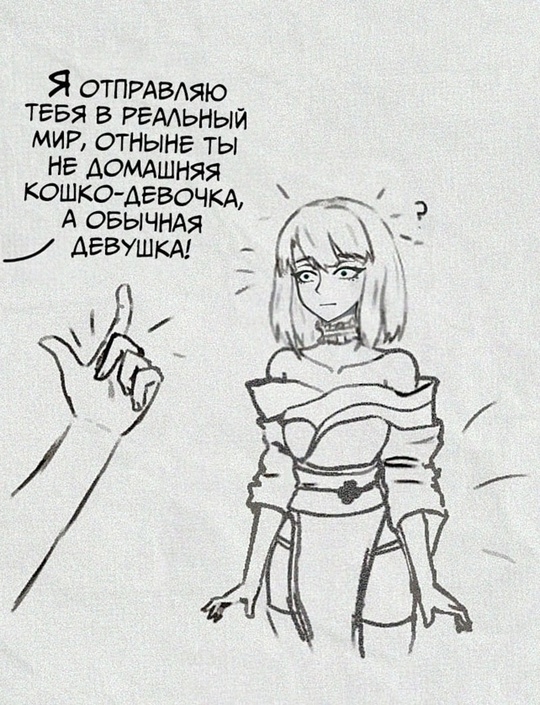 Я ОТПРАВЛЯЮ
ТЕБЯ В РЕАЛЬНЫЙ
МИР, ОТНЫНЕ ТЫ
НЕ ДОМАШНЯЯ
КОШКО-ДЕВОЧКА,
А ОБЫЧНАЯ
ДЕВУШКА!
?